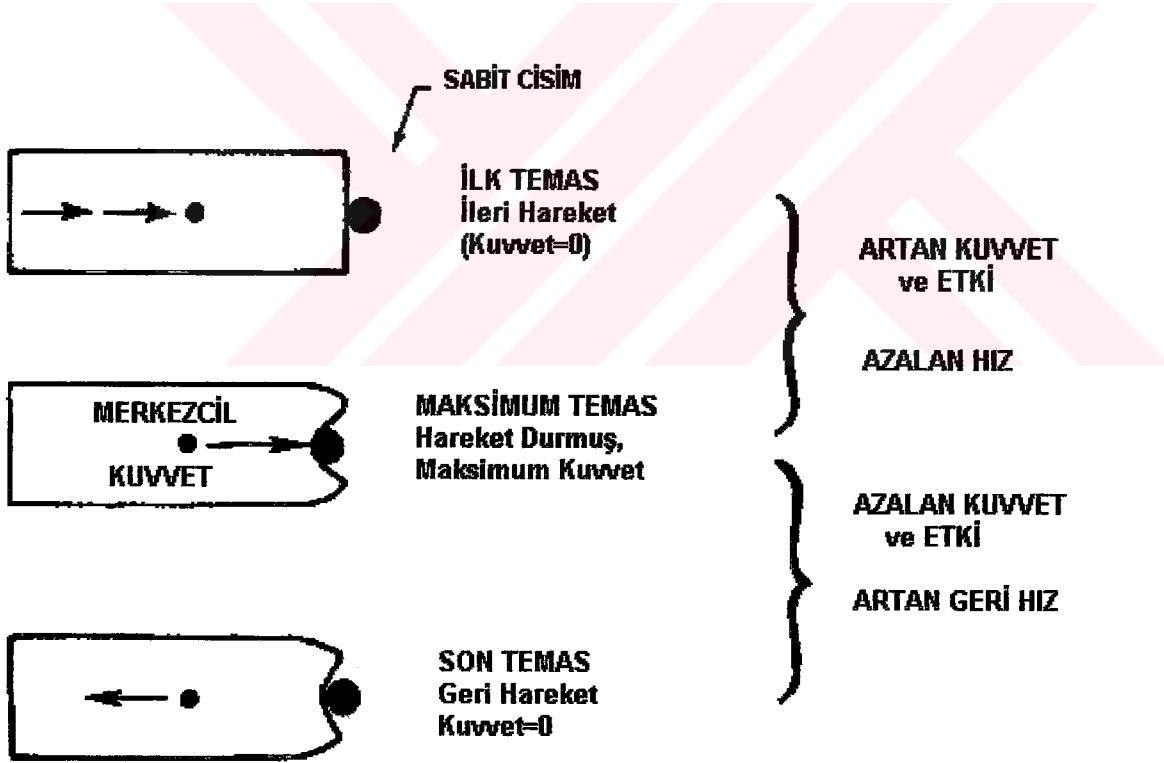 SABİT CİSİM
İLK TEMAS
İleri Hareket
(Kuvvet=0)
ARTAN KUVVET
ve ETKİ
AZALAN HIZ
MERKEZCİL
KUVVET
MAKSİMUM TEMAS
Hareket Durmuş,
Maksimum Kuvvet
AZALAN KUVVET
ve ETKİ
ARTAN GERİ HIZ
SON TEMAS
Geri Hareket
Kuvvet=0